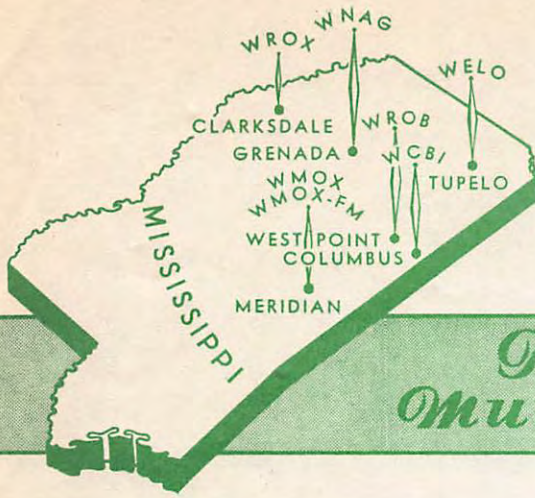 WROX
WNAG
WELO
CLARKSDALE
WROB
GRENADA
WCBI
TUPELO
WMOX
WMOX-FM
WEST POINT
COLUMBUS
MERIDIAN
MISSISSIPPI